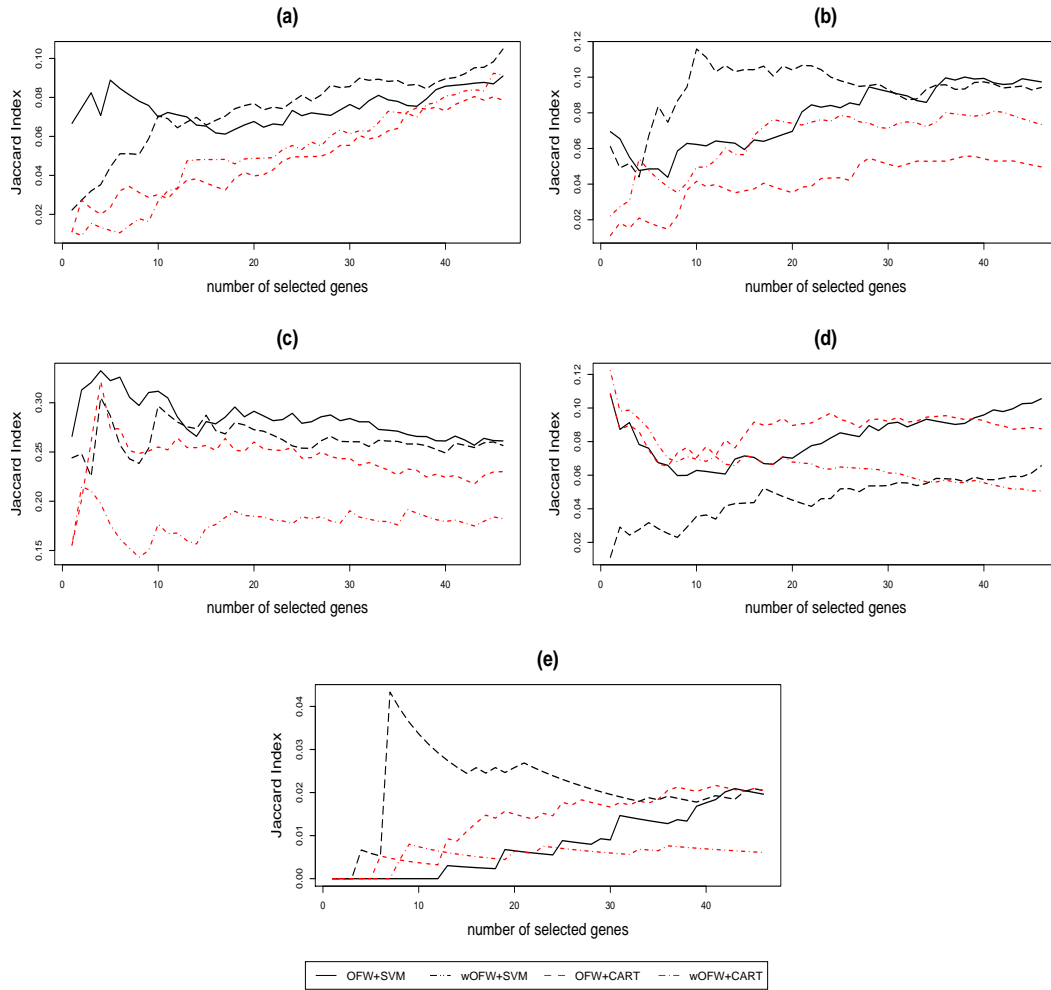 (a)
Jaccard Index
0.02 0.04 0.06 0.08 0.10
0 10 20 30 40
number of selected genes
(b)
Jaccard Index
0.02 0.04 0.06 0.08 0.10 0.12
0 10 20 30 40
number of selected genes
(c)
Jaccard Index
0.15 0.20 0.25 0.30
0 10 20 30 40
number of selected genes
(d)
Jaccard Index
0.02 0.04 0.06 0.08 0.10 0.12
0 10 20 30 40
number of selected genes
(e)
Jaccard Index
0.00 0.01 0.02 0.03 0.04
0 10 20 30 40
number of selected genes
OFW+SVM wOFW+SVM OFW+CART wOFW+CART